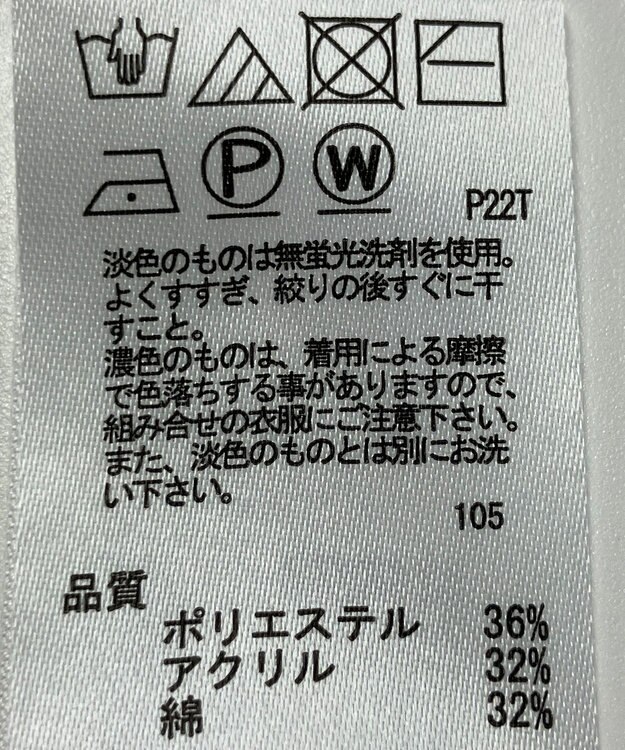 P
W
P22T
淡色のものは無蛍光洗剤を使用。
よくすすぎ、絞りの後すぐに干
すこと。
濃色のものは、着用による摩擦
で色落ちする事がありますので、
組み合せの衣服にご注意下さい。
また、淡色のものとは別にお洗
い下さい。
105
品質
ポリエステル 36%
アクリル 32%
綿 32%